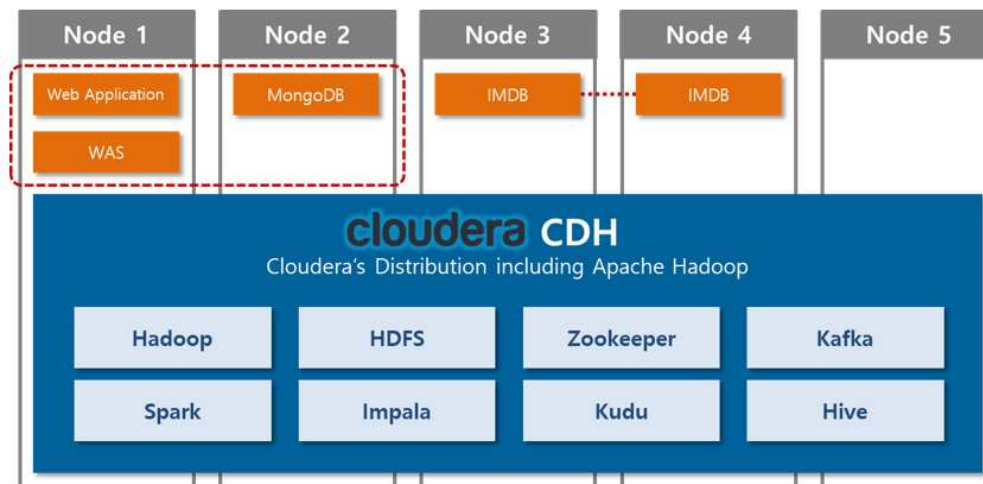 Node 1 Node 2 Node 3 Node 4 Node 5
Web Application MongoDB IMDB IMDB
WAS
cloudera CDH
Cloudera's Distribution including Apache Hadoop
Hadoop HDFS Zookeeper Kafka
Spark Impala Kudu Hive